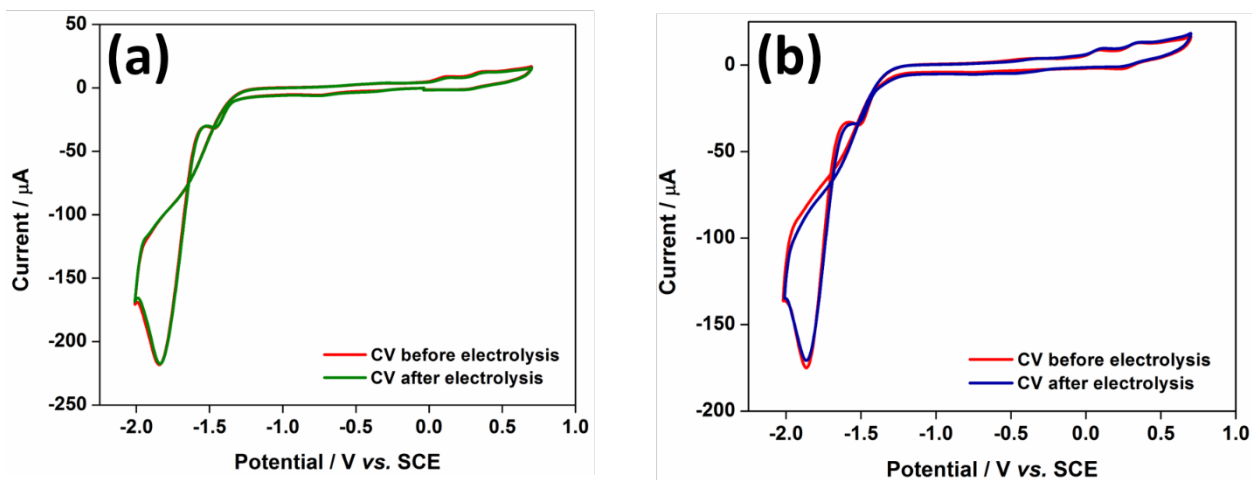 (a)
50
0
-50
-100
-150
-200
-250
Current / μA
CV before electrolysis
CV after electrolysis
-2.0 -1.5 -1.0 -0.5 0.0 0.5 1.0
Potential / V vs. SCE
(b)
0
-50
-100
-150
-200
Current / μA
CV before electrolysis
CV after electrolysis
-2.0 -1.5 -1.0 -0.5 0.0 0.5 1.0
Potential / V vs. SCE